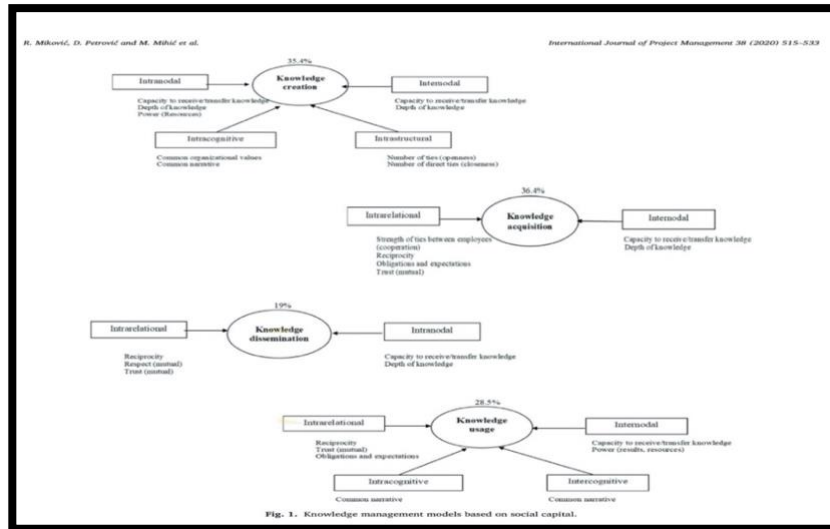 R. Miković, D. Petrović and M. Mihić et al.
International Journal of Project Management 38 (2020) 515–533
35.4%
Knowledge
creation
Intranodal
Capacity to receive/transfer knowledge
Depth of knowledge
Power (Resources)
Internodal
Capacity to receive/transfer knowledge
Depth of knowledge
Intracognitive
Common organizational values
Common narrative
Intrastructural
Number of ties (openness)
Number of direct ties (closeness)
36.4%
Knowledge
acquisition
Intrarelational
Strength of ties between employees
(cooperation)
Reciprocity
Obligations and expectations
Trust (mutual)
Internodal
Capacity to receive/transfer knowledge
Depth of knowledge
19%
Knowledge
dissemination
Intrarelational
Reciprocity
Respect (mutual)
Trust (mutual)
Intranodal
Capacity to receive/transfer knowledge
Depth of knowledge
28.5%
Knowledge
usage
Intrarelational
Reciprocity
Trust (mutual)
Obligations and expectations
Internodal
Capacity to receive/transfer knowledge
Power (results, resources)
Intracognitive
Common narrative
Intercognitive
Common narrative
Fig. 1. Knowledge management models based on social capital.